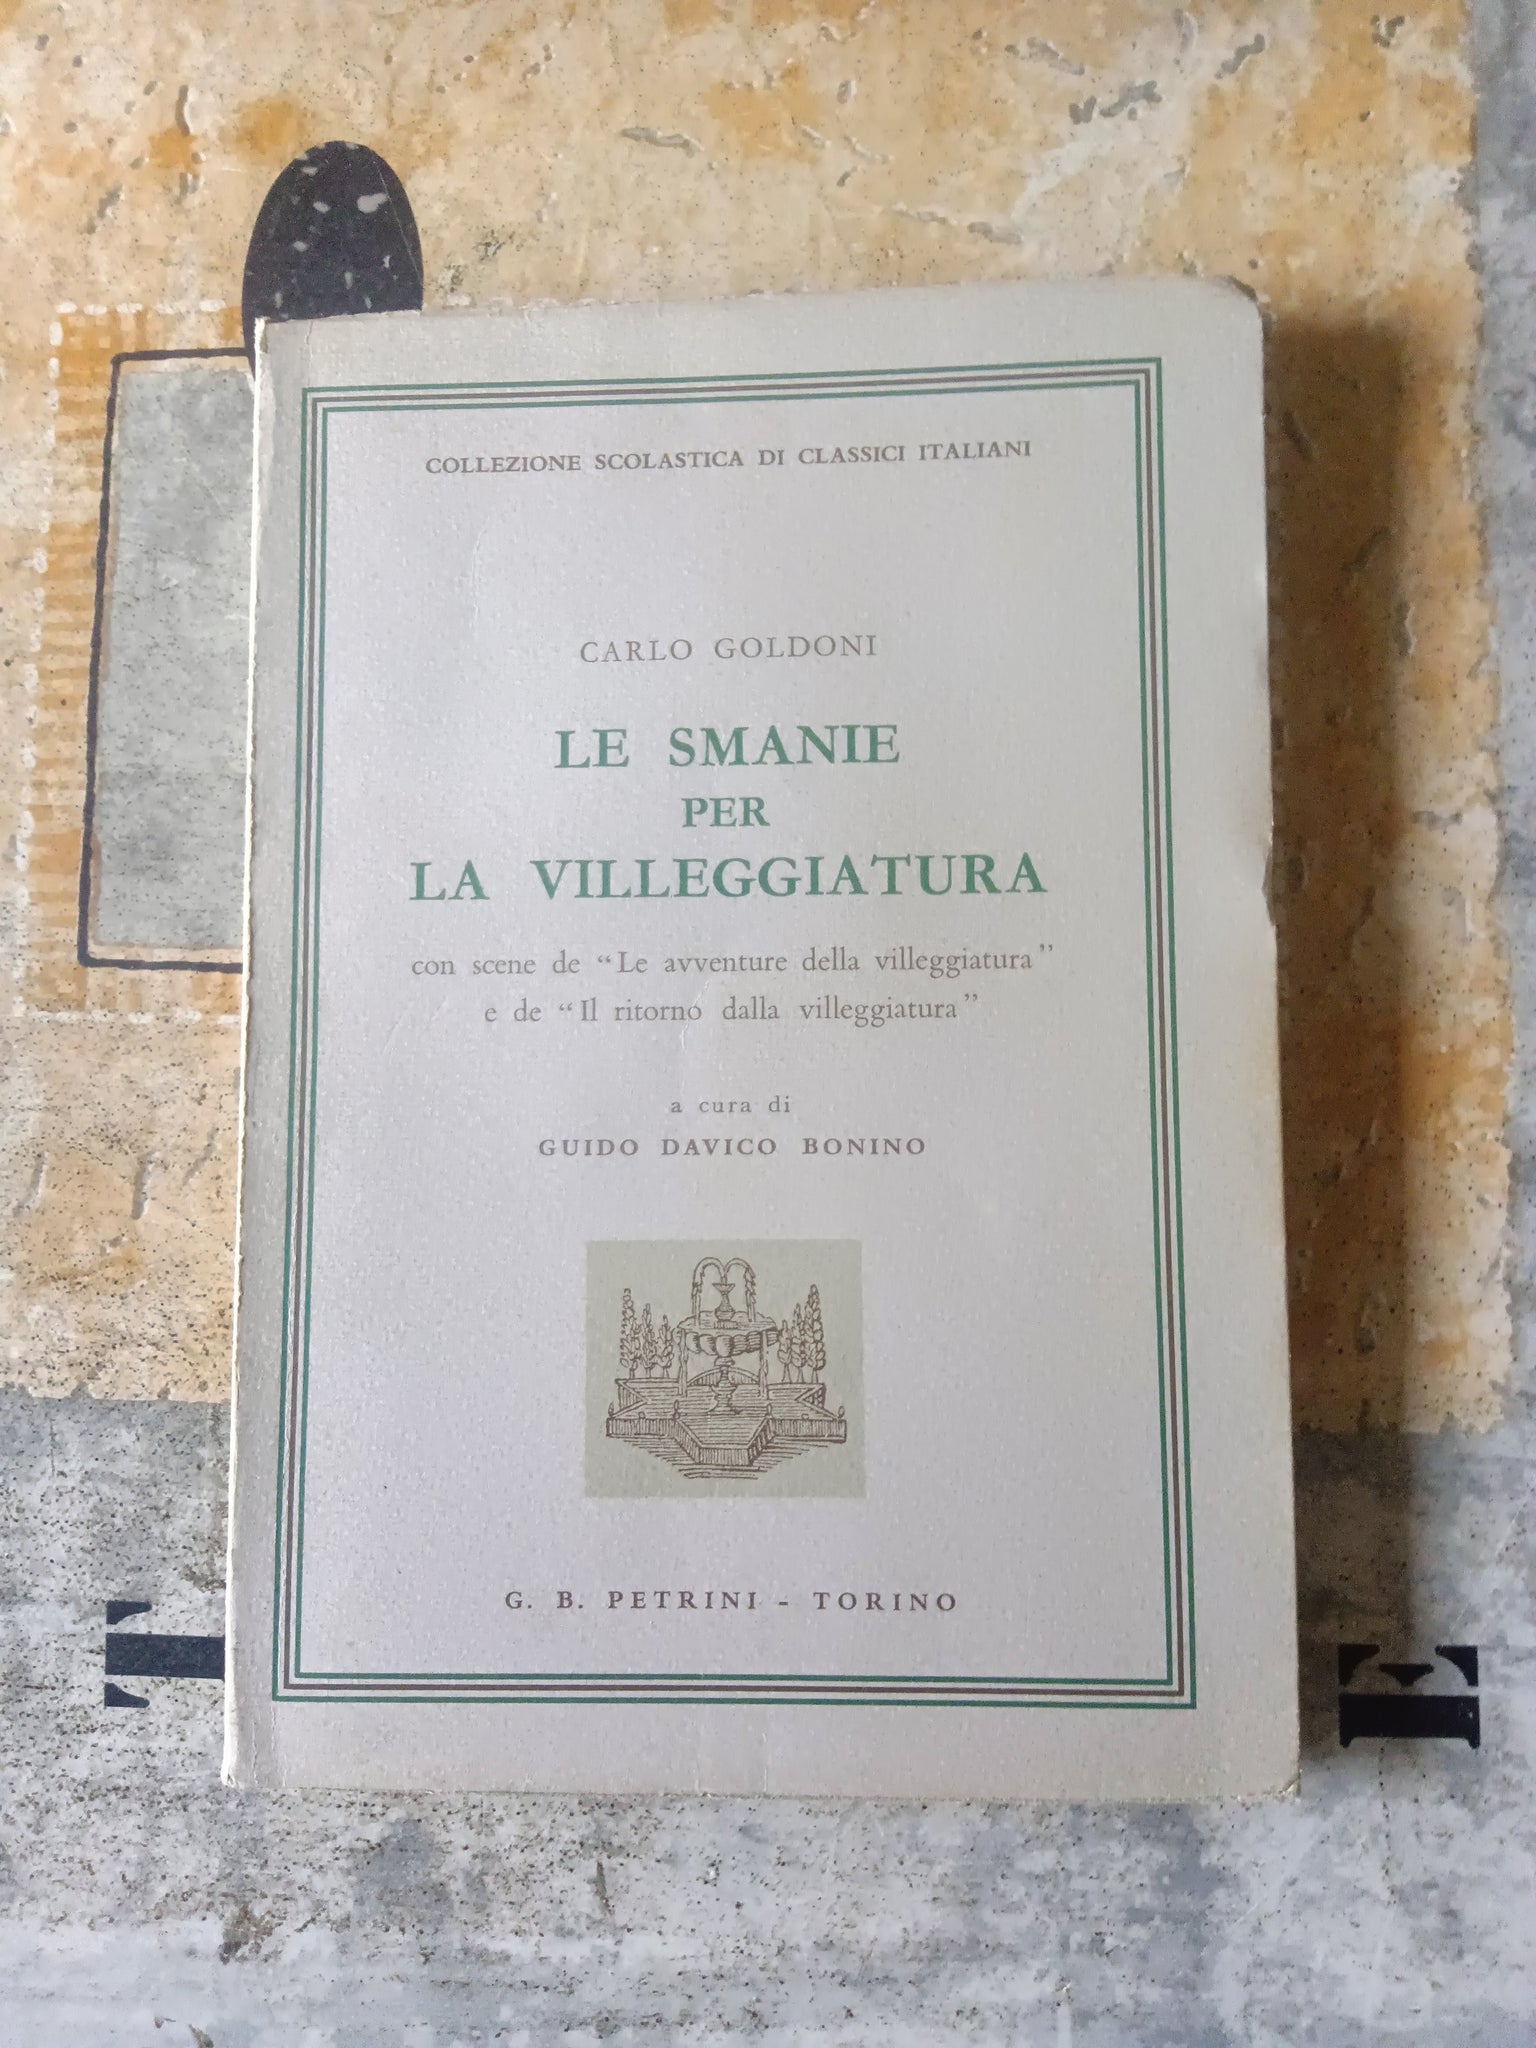 COLLEZIONE SCOLASTICA DI CLASSICI ITALIANI
CARLO GOLDONI
LE SMANIE
PER
LA VILLEGGIATURA
con scene de “Le avventure della villeggiatura”
e de “Il ritorno dalla villeggiatura”
a cura di
GUIDO DAVICO BONINO
G. B. PETRINI - TORINO
T
E